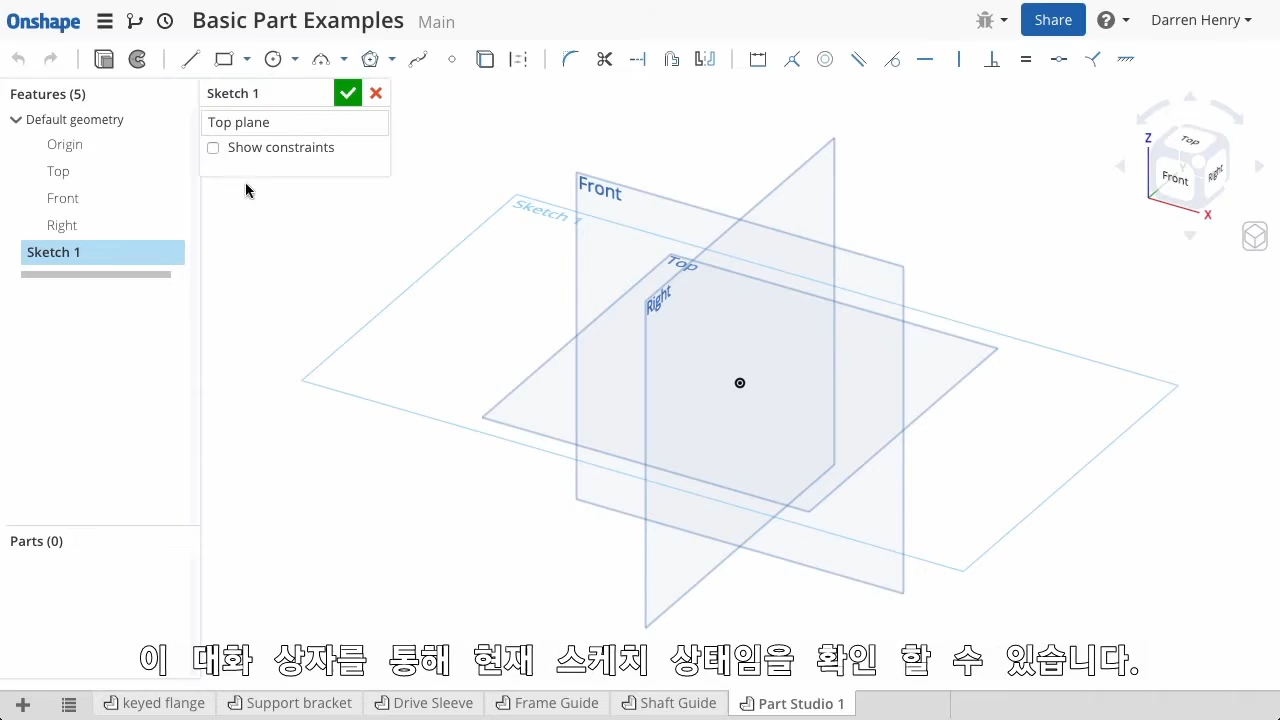 Onshape
Basic Part Examples Main
Share
Darren Henry
Features (5)
Default geometry
Origin
Top
Front
Right
Sketch 1
Parts (0)
Sketch 1
Top plane
Show constraints
Front
Sketch 1
Top
Right
Z
Top
Y
Front
Right
X
이 대화 상자를 통해 현재 스케치 상태임을 확인 할 수 있습니다.
keyed flange
Support bracket
Drive Sleeve
Frame Guide
Shaft Guide
Part Studio 1